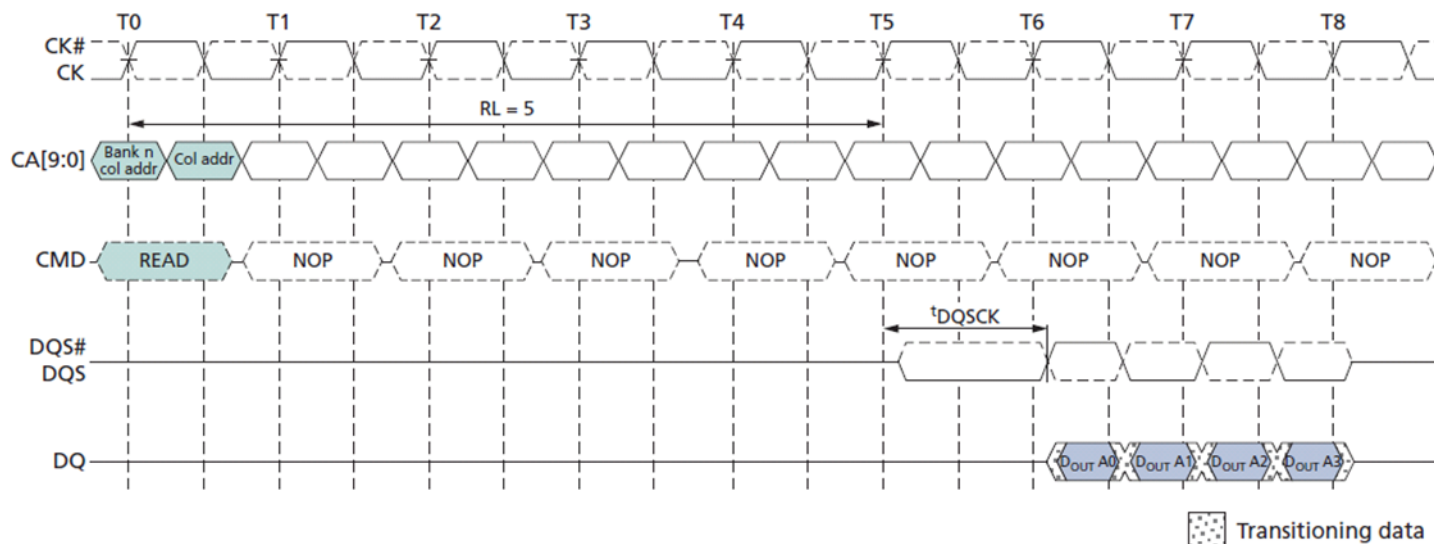 T0 T1 T2 T3 T4 T5 T6 T7 T8
CK#
CK
RL = 5
CA[9:0] Bank n col addr Col addr
CMD READ NOP NOP NOP NOP NOP NOP NOP NOP
tDQSCK
DQS#
DQS
DQ DOUT A0 DOUT A1 DOUT A2 DOUT A3
Transitioning data